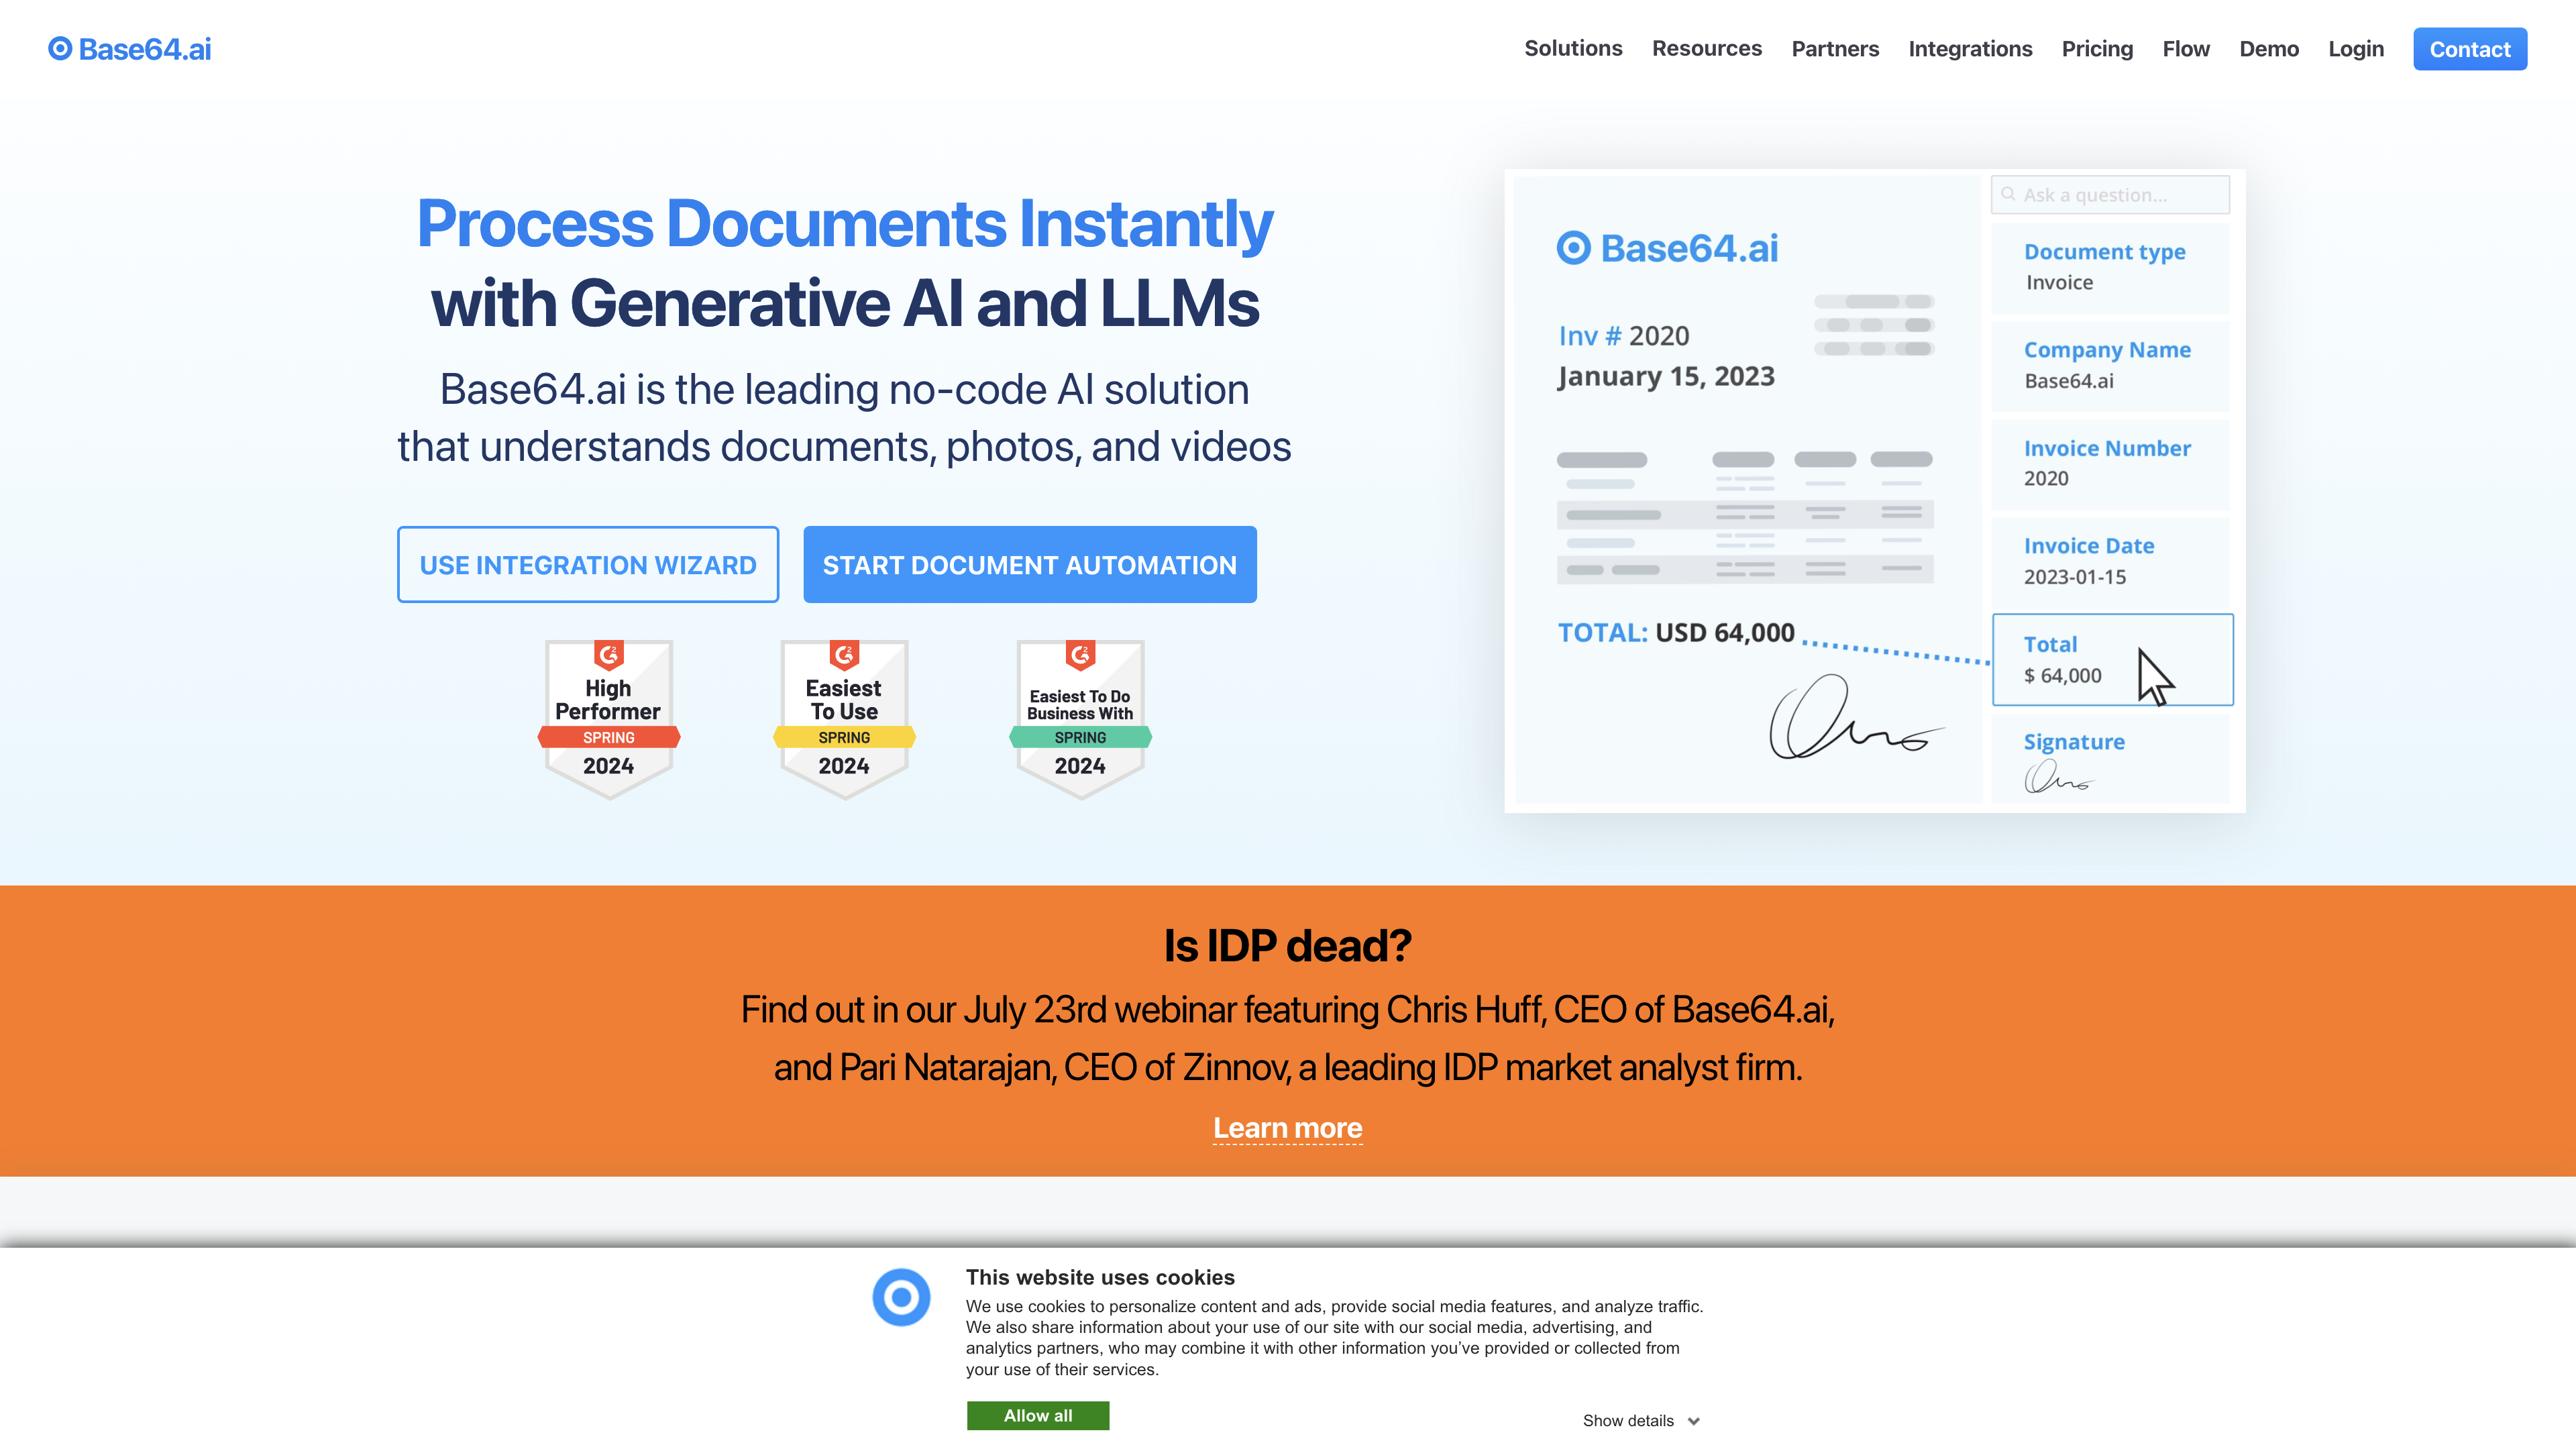 Base64.ai
Solutions Resources Partners Integrations Pricing Flow Demo Login Contact
Process Documents Instantly
with Generative AI and LLMs
Base64.ai is the leading no-code AI solution
that understands documents, photos, and videos
USE INTEGRATION WIZARD
START DOCUMENT AUTOMATION
High
Performer
SPRING
2024
Easiest
To Use
SPRING
2024
Easiest To Do
Business With
SPRING
2024
Base64.ai
Inv # 2020
January 15, 2023
TOTAL: USD 64,000
Ask a question...
Document type
Invoice
Company Name
Base64.ai
Invoice Number
2020
Invoice Date
2023-01-15
Total
$ 64,000
Signature
Is IDP dead?
Find out in our July 23rd webinar featuring Chris Huff, CEO of Base64.ai,
and Pari Natarajan, CEO of Zinnov, a leading IDP market analyst firm.
Learn more
This website uses cookies
We use cookies to personalize content and ads, provide social media features, and analyze traffic.
We also share information about your use of our site with our social media, advertising, and
analytics partners, who may combine it with other information you've provided or collected from
your use of their services.
Allow all
Show details